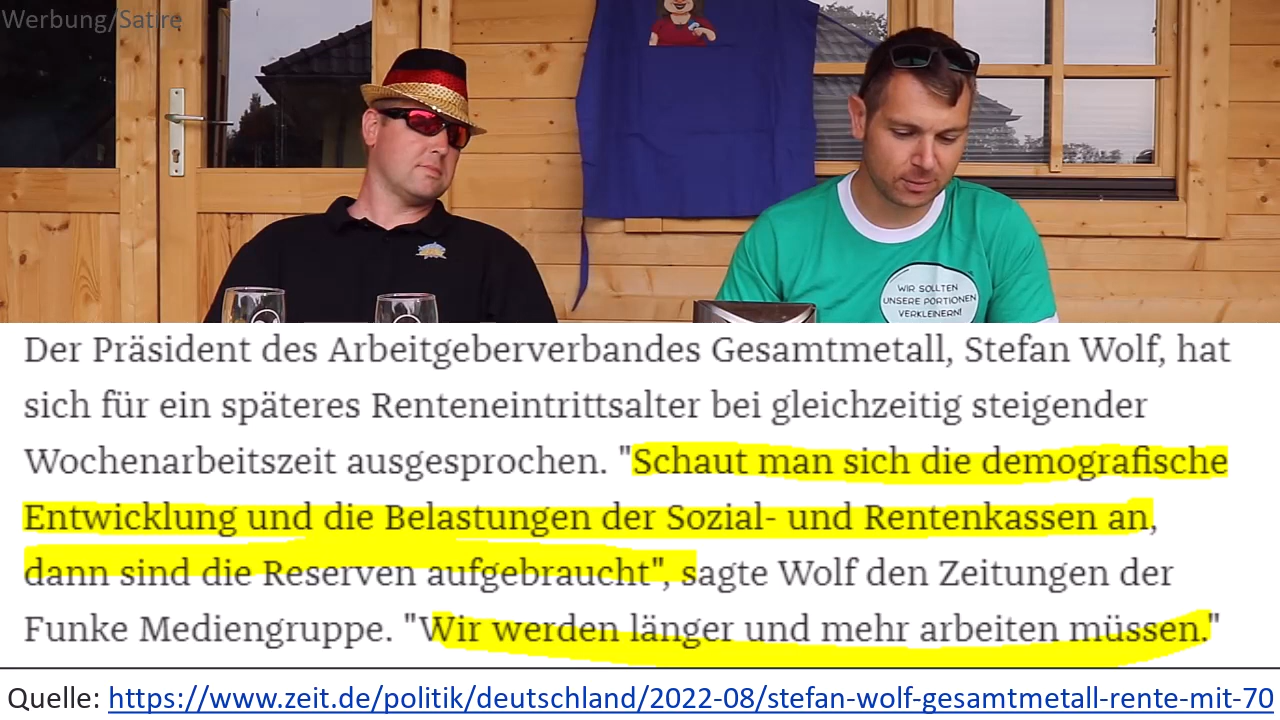 Werbung/Satire
WIR SOLLTEN
UNSERE PORTIONEN
VERKLEINERN!
Der Präsident des Arbeitgeberverbandes Gesamtmetall, Stefan Wolf, hat
sich für ein späteres Renteneintrittsalter bei gleichzeitig steigender
Wochenarbeitszeit ausgesprochen. "Schaut man sich die demografische
Entwicklung und die Belastungen der Sozial- und Rentenkassen an,
dann sind die Reserven aufgebraucht", sagte Wolf den Zeitungen der
Funke Mediengruppe. "Wir werden länger und mehr arbeiten müssen."
Quelle: https://www.zeit.de/politik/deutschland/2022-08/stefan-wolf-gesamtmetall-rente-mit-70